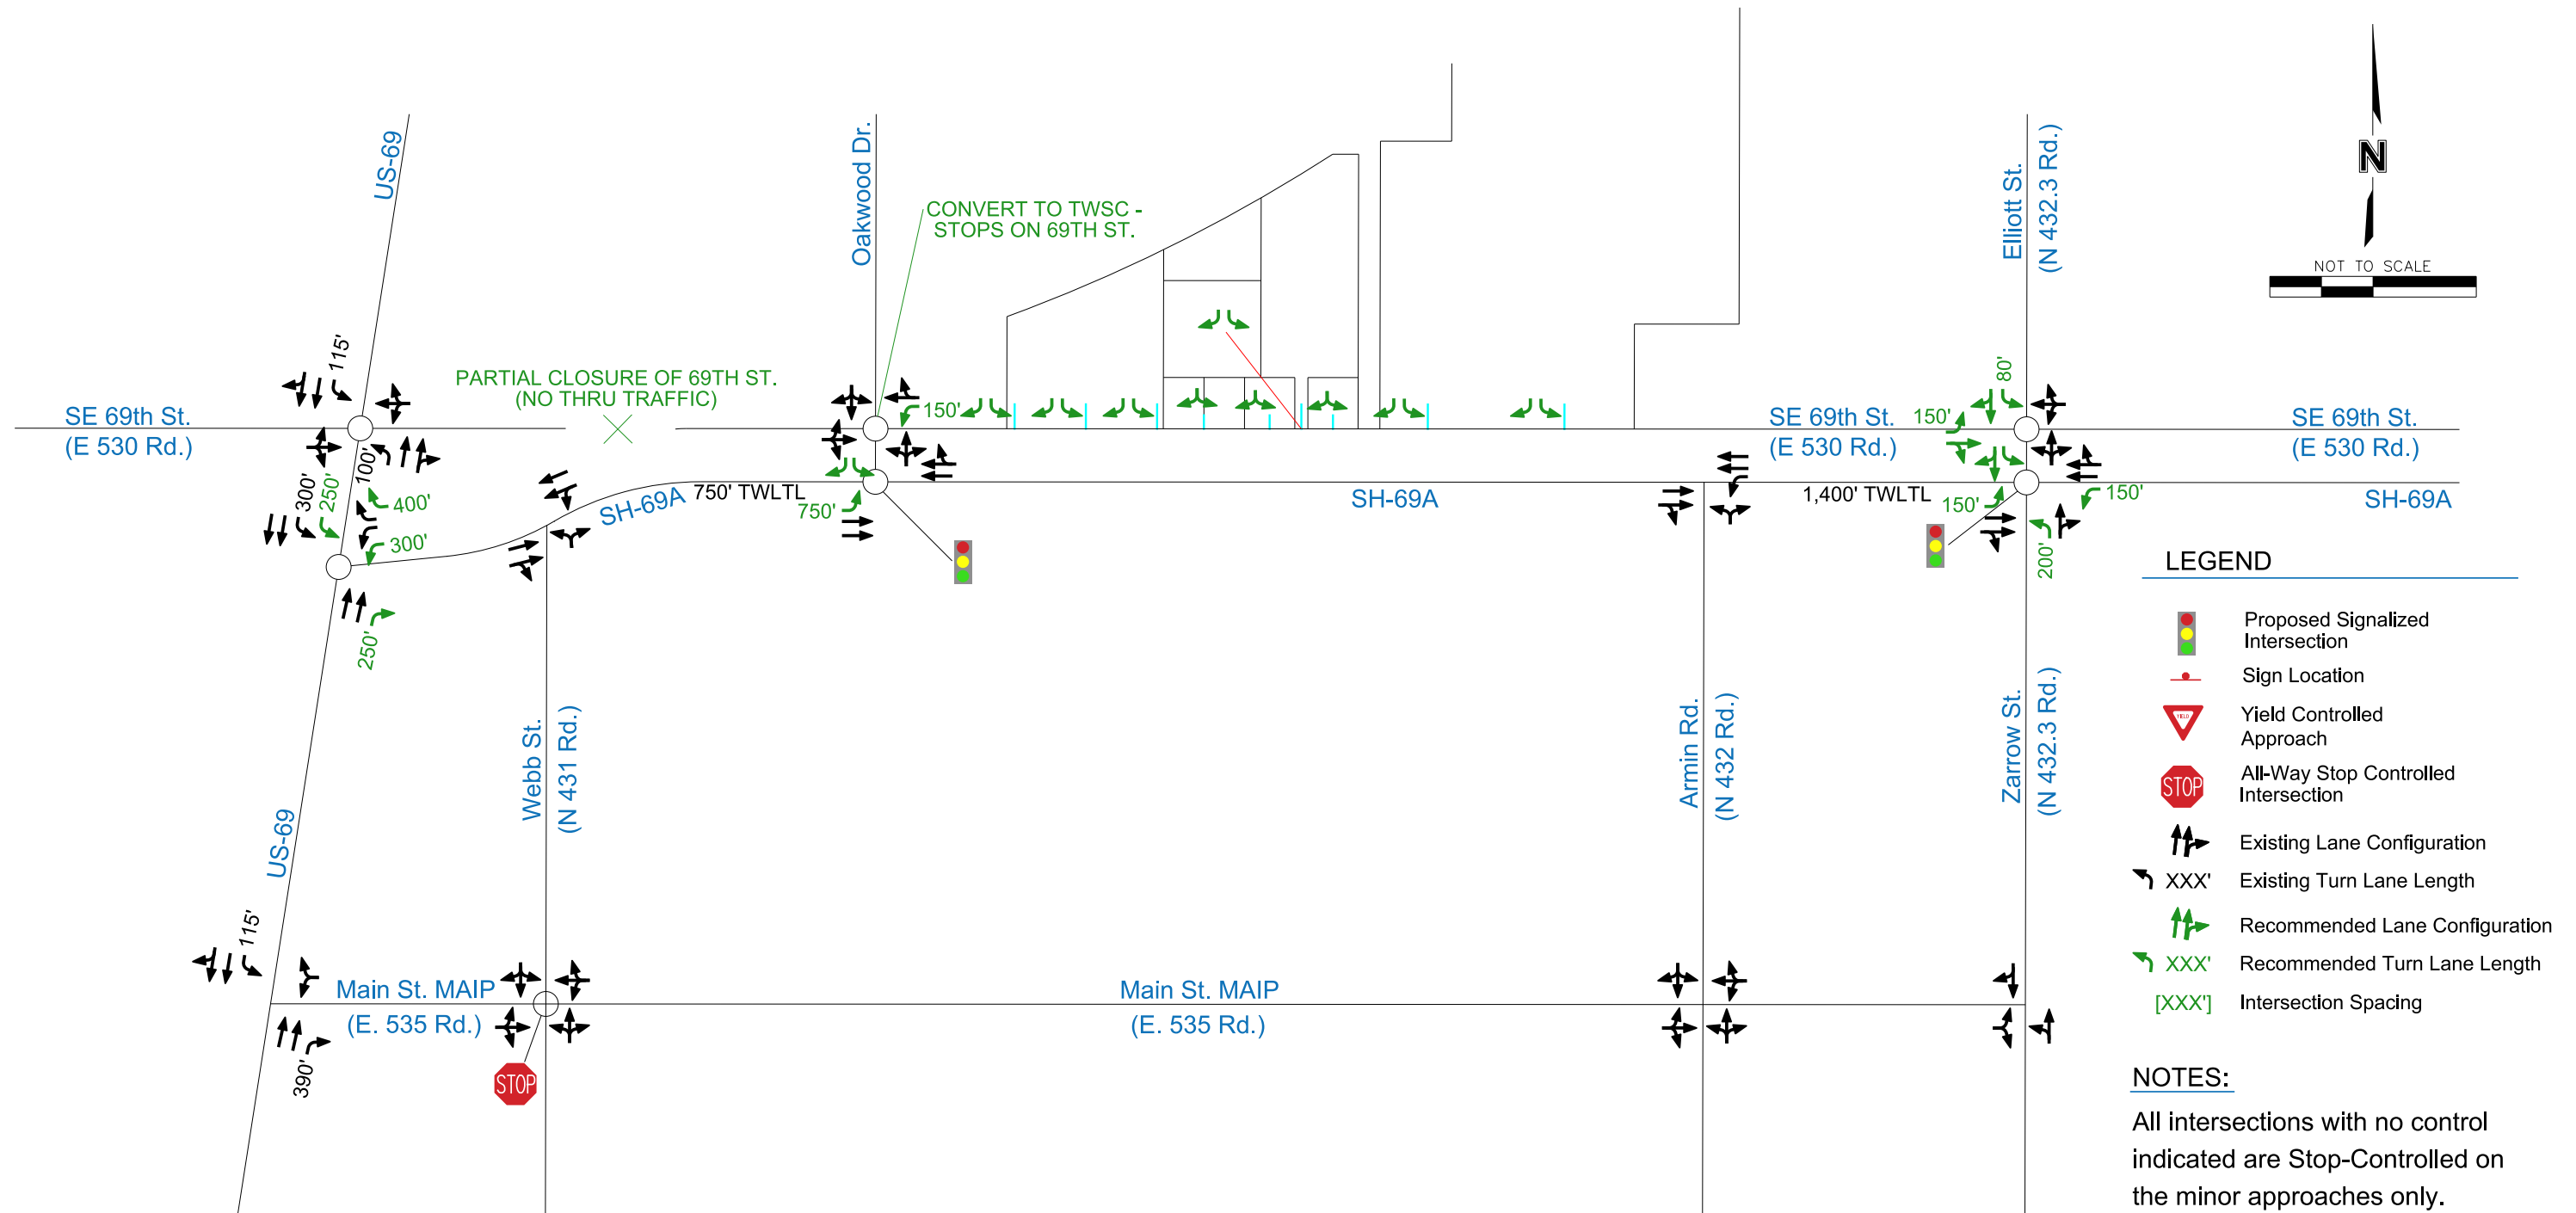 US-69
Oakwood Dr.
CONVERT TO TWSC -
STOPS ON 69TH ST.
Elliott St.
(N 432.3 Rd.)
N
NOT TO SCALE
115'
PARTIAL CLOSURE OF 69TH ST.
(NO THRU TRAFFIC)
SE 69th St.
(E 530 Rd.)
150'
80'
150'
SE 69th St.
(E 530 Rd.)
SE 69th St.
(E 530 Rd.)
300'
250'
100'
400'
300'
250'
SH-69A
750' TWLTL
750'
SH-69A
1,400' TWLTL
150'
150'
200'
SH-69A
US-69
Webb St.
(N 431 Rd.)
Armin Rd.
(N 432 Rd.)
Zarrow St.
(N 432.3 Rd.)
115'
390'
Main St. MAIP
(E. 535 Rd.)
Main St. MAIP
(E. 535 Rd.)
STOP
LEGEND
Proposed Signalized
Intersection
Sign Location
YIELD
Yield Controlled
Approach
STOP
All-Way Stop Controlled
Intersection
Existing Lane Configuration
XXX'
Existing Turn Lane Length
Recommended Lane Configuration
XXX'
Recommended Turn Lane Length
[XXX']
Intersection Spacing
NOTES:
All intersections with no control
indicated are Stop-Controlled on
the minor approaches only.